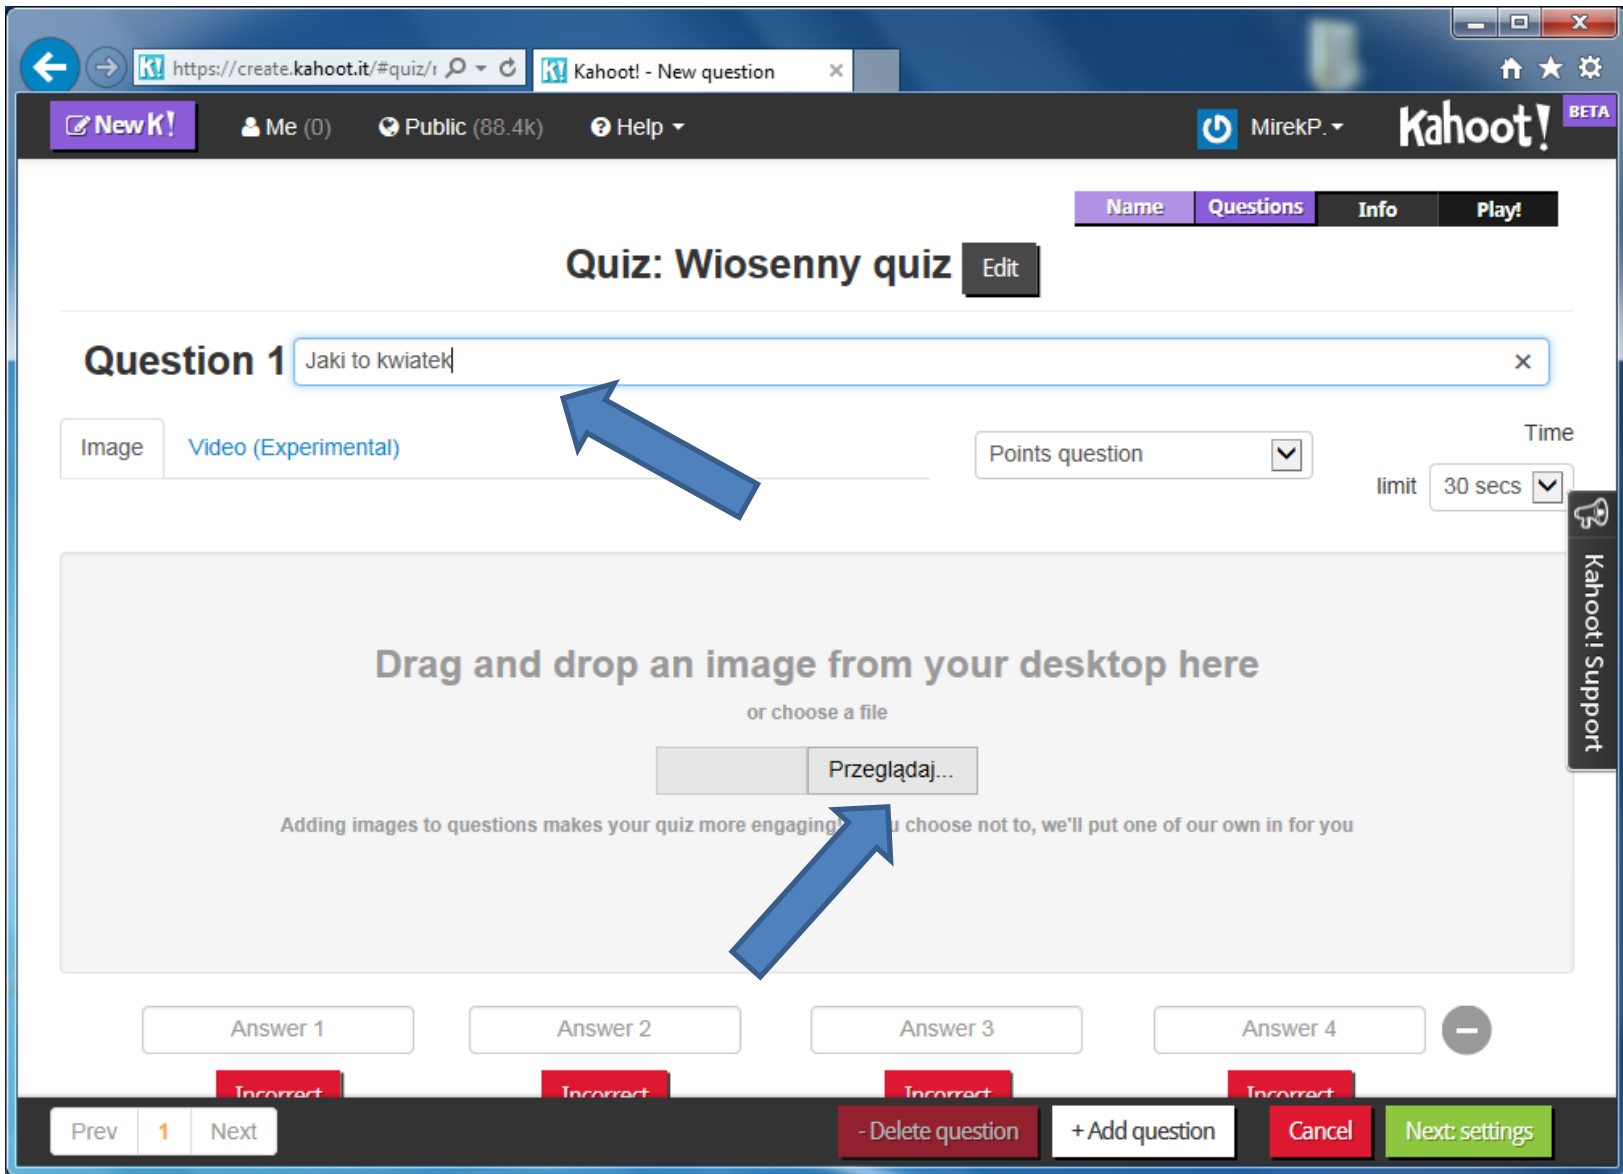 https://create.kahoot.it/#quiz/
Kahoot! - New question
New K! Me (0) Public (88.4k) Help MirekP. Kahoot! BETA
Name Questions Info Play!
Quiz: Wiosenny quiz Edit
Question 1 Jaki to kwiatek
Image Video (Experimental) Points question Time
limit 30 secs
Kahoot! Support
Drag and drop an image from your desktop here
or choose a file
Przeglądaj...
Adding images to questions makes your quiz more engaging! choose not to, we'll put one of our own in for you
Answer 1 Answer 2 Answer 3 Answer 4
Incorrect Incorrect Incorrect Incorrect
Prev 1 Next - Delete question + Add question Cancel Next: settings